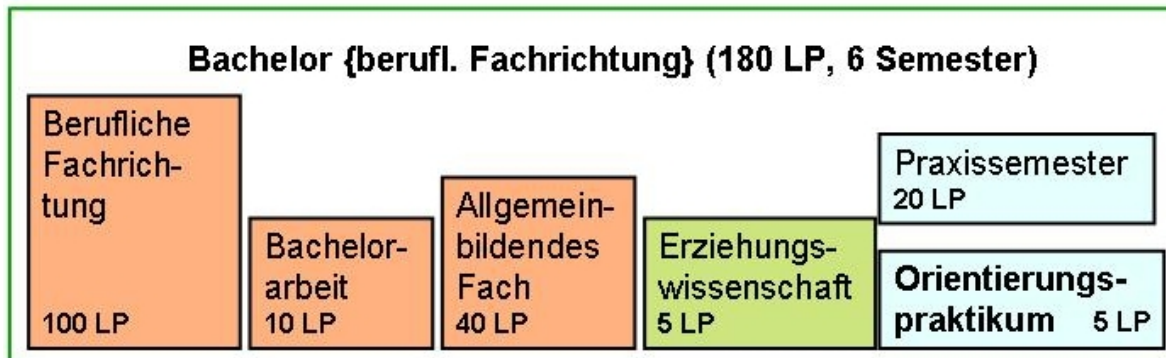 Bachelor {berufl. Fachrichtung} (180 LP, 6 Semester)
Berufliche
Fachrich-
tung
100 LP
Bachelor-
arbeit
10 LP
Allgemein-
bildendes
Fach
40 LP
Erziehungs-
wissenschaft
5 LP
Praxissemester
20 LP
Orientierungs-
praktikum 5 LP